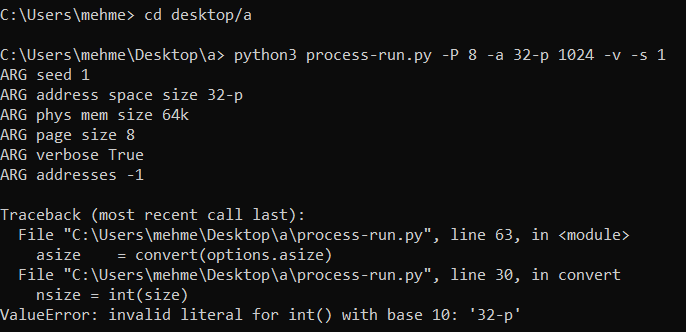 C:\Users\mehme> cd desktop/a
C:\Users\mehme\Desktop\a> python3 process-run.py -P 8 -a 32-p 1024 -v -s 1
ARG seed 1
ARG address space size 32-p
ARG phys mem size 64k
ARG page size 8
ARG verbose True
ARG addresses -1
Traceback (most recent call last):
  File "C:\Users\mehme\Desktop\a\process-run.py", line 63, in <module>
    asize    = convert(options.asize)
  File "C:\Users\mehme\Desktop\a\process-run.py", line 30, in convert
    nsize = int(size)
ValueError: invalid literal for int() with base 10: '32-p'